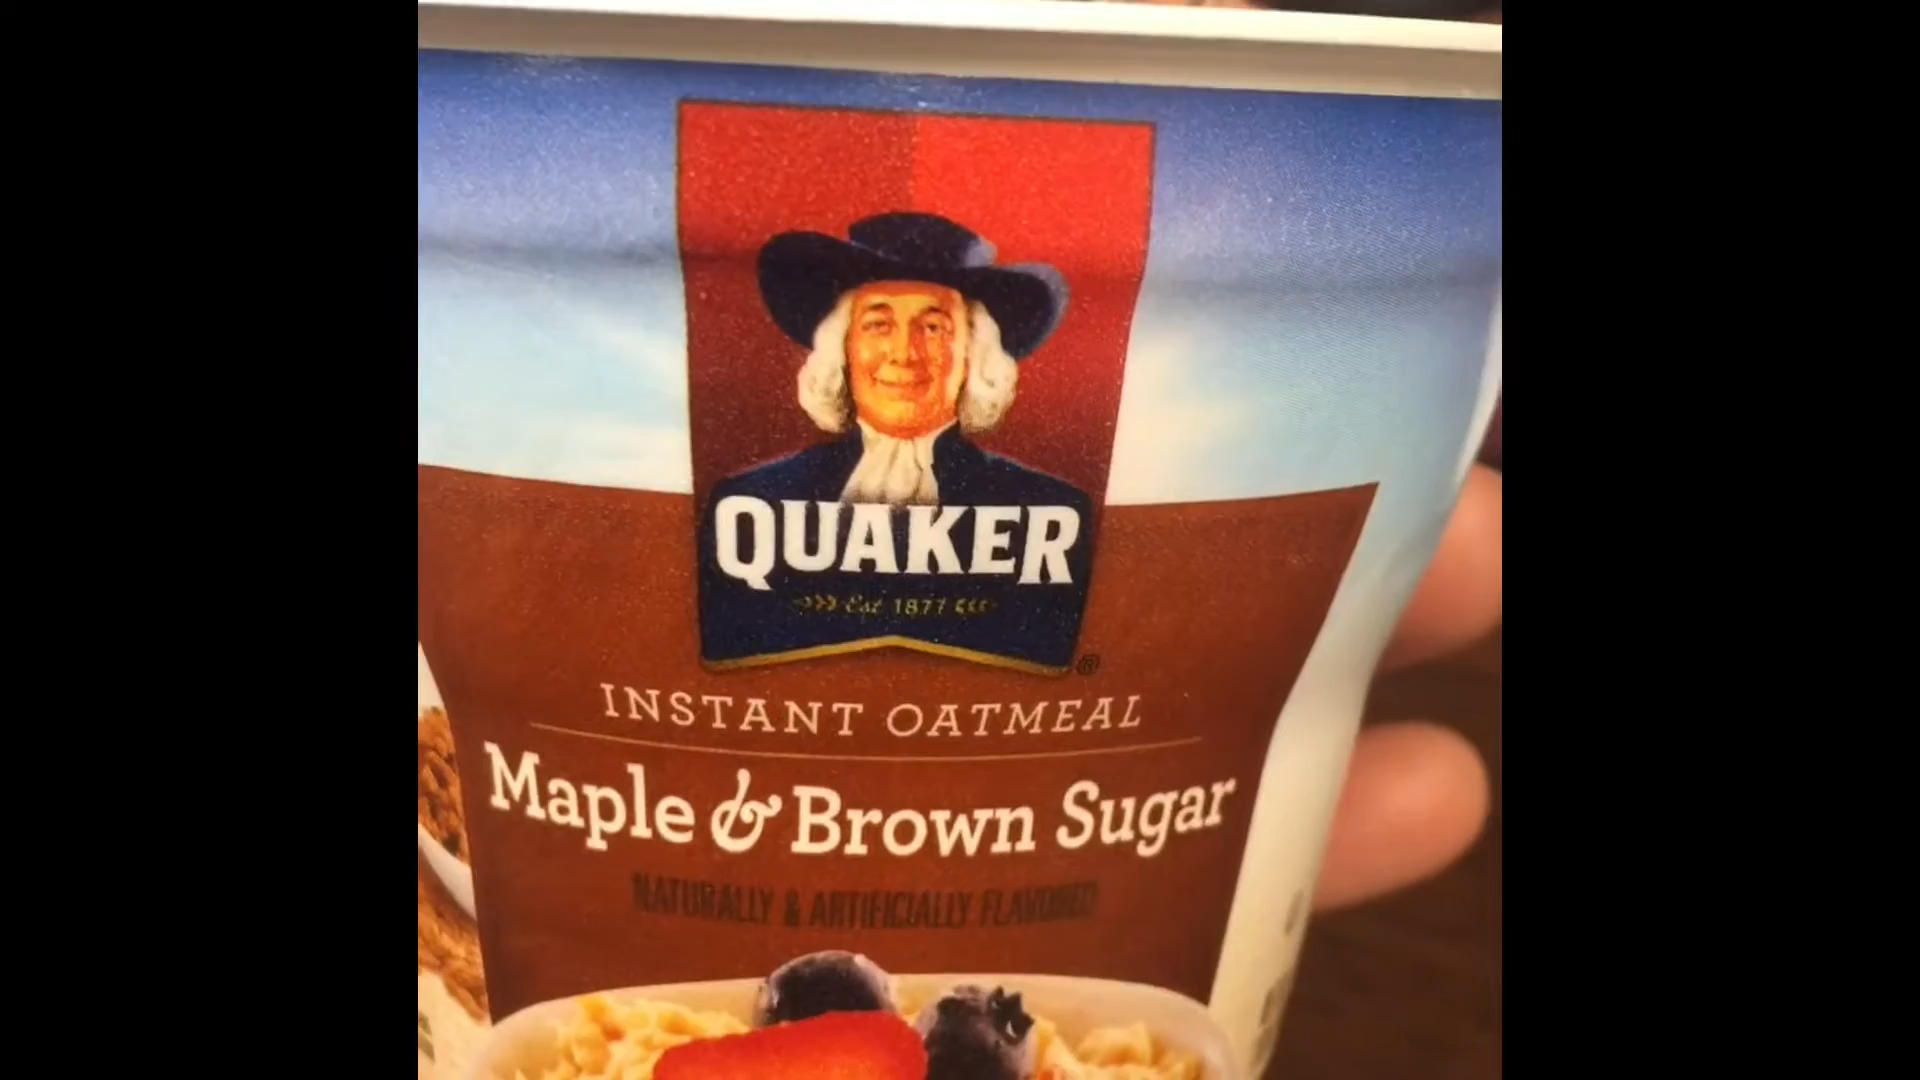 QUAKER
Est 1877
®
INSTANT OATMEAL
Maple & Brown Sugar
NATURALLY & ARTIFICIALLY FLAVORED